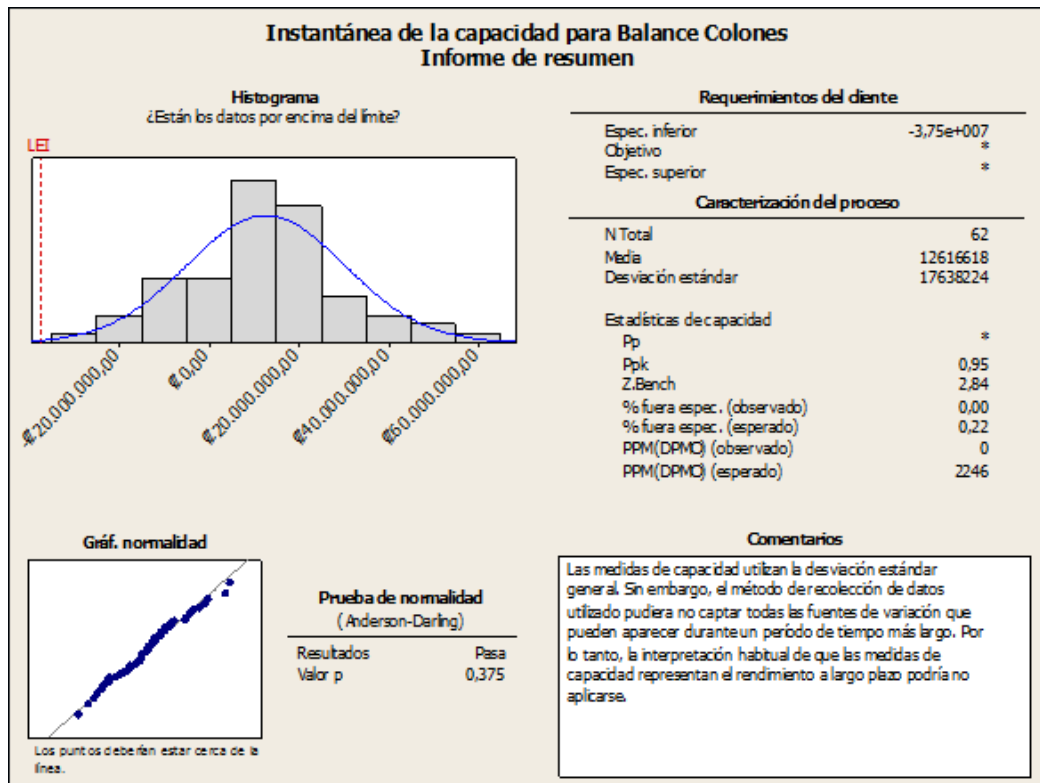 Instantánea de la capacidad para Balance Colones
Informe de resumen
Histograma
¿Están los datos por encima del límite?
LEI
-₡20.000.000,00
₡0,00
₡20.000.000,00
₡40.000.000,00
₡60.000.000,00
Requerimientos del cliente
Espec. inferior -3,75e+007
Objetivo *
Espec. superior *
Caracterización del proceso
N Total 62
Media 12616618
Desviación estándar 17638224
Estadísticas de capacidad
Pp *
Ppk 0,95
Z.Bench 2,84
% fuera espec. (observado) 0,00
% fuera espec. (esperado) 0,22
PPM(DPMO) (observado) 0
PPM(DPMO) (esperado) 2246
Gráf. normalidad
Los puntos deberían estar cerca de la
línea.
Prueba de normalidad
(Anderson-Darling)
Resultados Pasa
Valor p 0,375
Comentarios
Las medidas de capacidad utilizan la desviación estándar
general. Sin embargo, el método de recolección de datos
utilizado pudiera no captar todas las fuentes de variación que
pueden aparecer durante un período de tiempo más largo. Por
lo tanto, la interpretación habitual de que las medidas de
capacidad representan el rendimiento a largo plazo podría no
aplicarse.